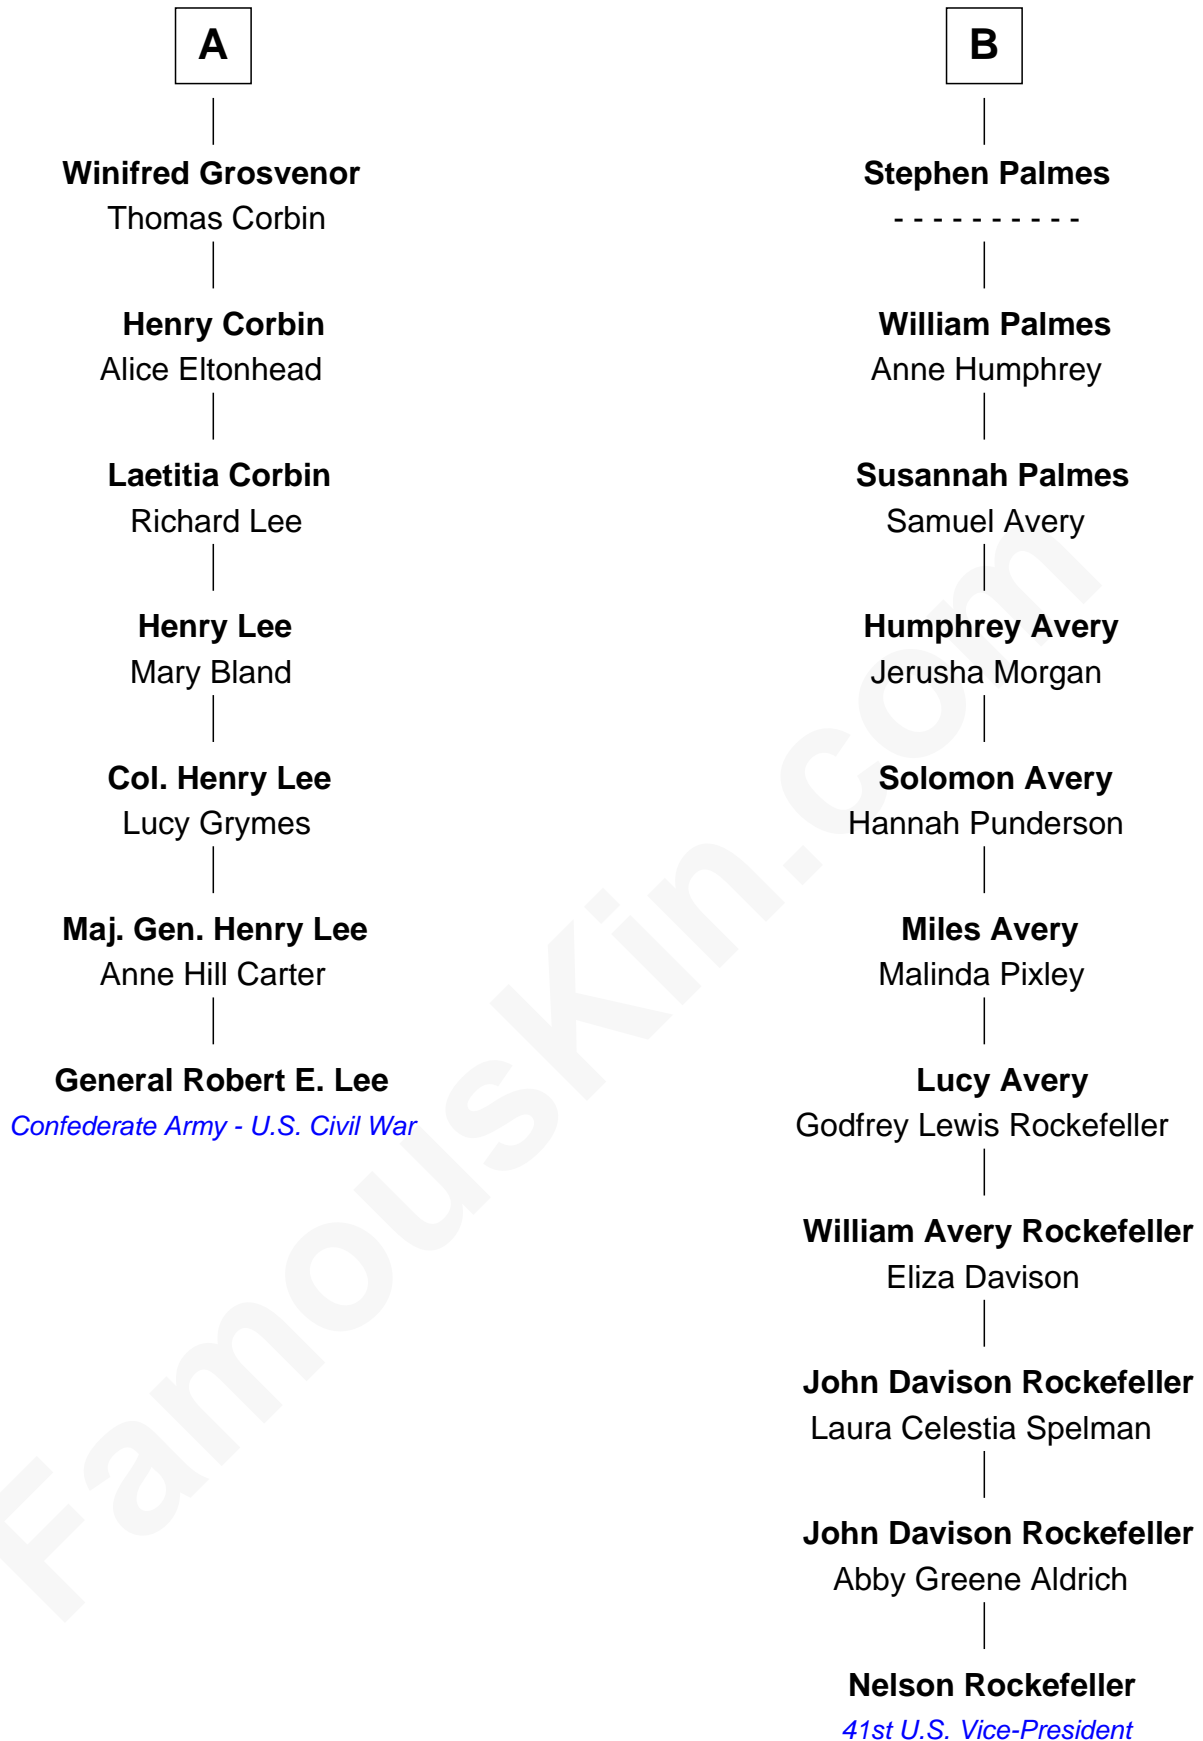 A
Winifred Grosvenor
Thomas Corbin
Henry Corbin
Alice Eltonhead
Laetitia Corbin
Richard Lee
Henry Lee
Mary Bland
Col. Henry Lee
Lucy Grymes
Maj. Gen. Henry Lee
Anne Hill Carter
General Robert E. Lee
Confederate Army - U.S. Civil War
B
Stephen Palmes
- - - - - - - - - -
William Palmes
Anne Humphrey
Susannah Palmes
Samuel Avery
Humphrey Avery
Jerusha Morgan
Solomon Avery
Hannah Punderson
Miles Avery
Malinda Pixley
Lucy Avery
Godfrey Lewis Rockefeller
William Avery Rockefeller
Eliza Davison
John Davison Rockefeller
Laura Celestia Spelman
John Davison Rockefeller
Abby Greene Aldrich
Nelson Rockefeller
41st U.S. Vice-President
FamousKin.com